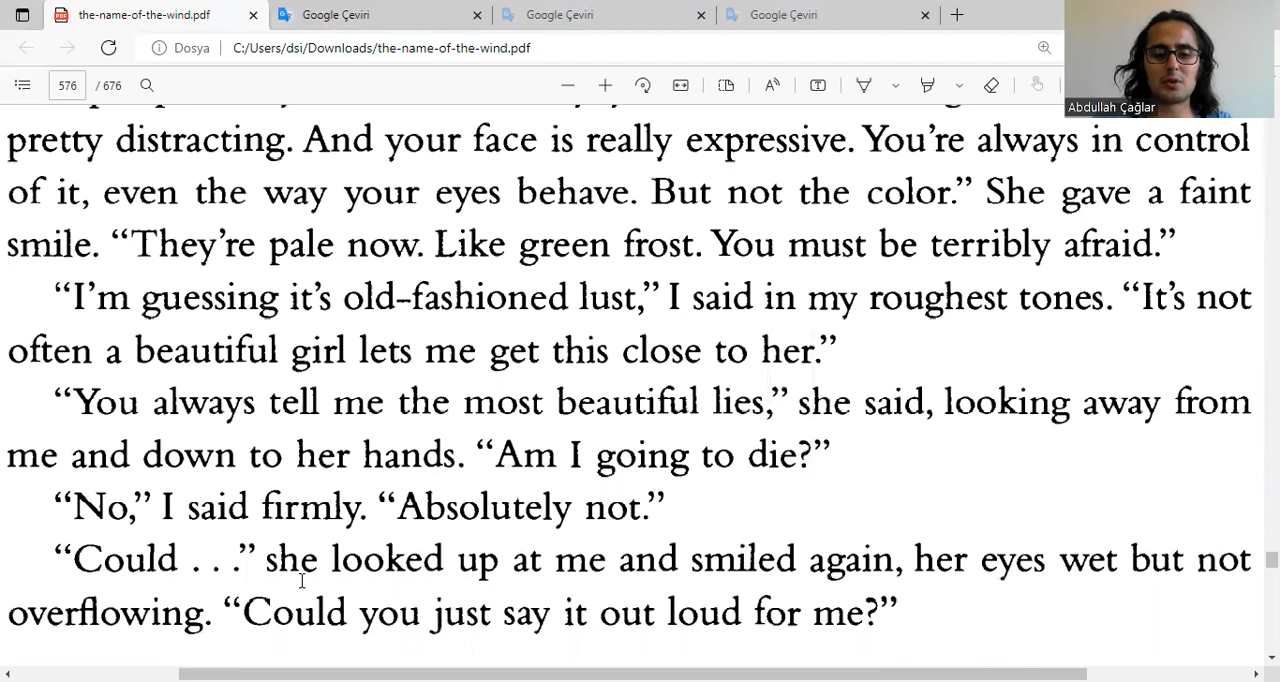 the-name-of-the-wind.pdf
Google Çeviri
Google Çeviri
Google Çeviri
Dosya
C:/Users/dsi/Downloads/the-name-of-the-wind.pdf
576 / 676
Abdullah Çağlar
pretty distracting. And your face is really expressive. You’re always in control
of it, even the way your eyes behave. But not the color.” She gave a faint
smile. “They’re pale now. Like green frost. You must be terribly afraid.”
“I’m guessing it’s old-fashioned lust,” I said in my roughest tones. “It’s not
often a beautiful girl lets me get this close to her.”
“You always tell me the most beautiful lies,” she said, looking away from
me and down to her hands. “Am I going to die?”
“No,” I said firmly. “Absolutely not.”
“Could . . .” she looked up at me and smiled again, her eyes wet but not
overflowing. “Could you just say it out loud for me?”